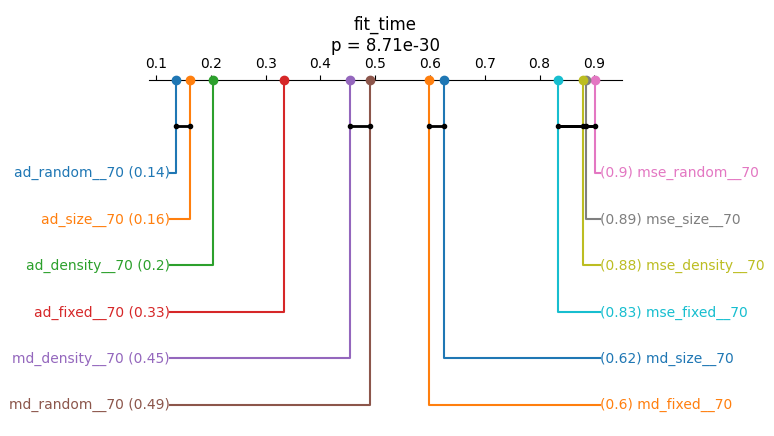 fit_time
p = 8.71e-30
0.1 0.2 0.3 0.4 0.5 0.6 0.7 0.8 0.9
ad_random__70 (0.14)
(0.9) mse_random__70
ad_size__70 (0.16)
(0.89) mse_size__70
ad_density__70 (0.2)
(0.88) mse_density__70
ad_fixed__70 (0.33)
(0.83) mse_fixed__70
md_density__70 (0.45)
(0.62) md_size__70
md_random__70 (0.49)
(0.6) md_fixed__70